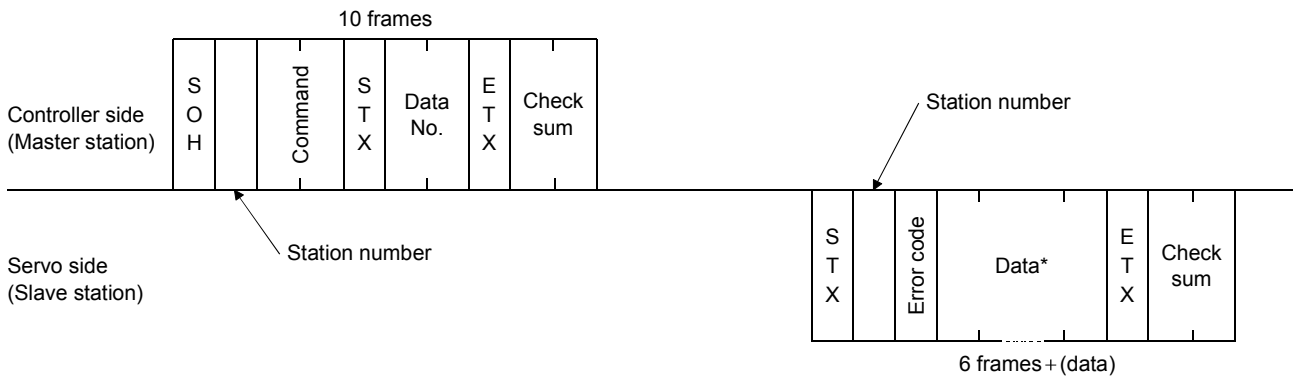 10 frames
Controller side
(Master station)
S
O
H
Command
S
T
X
Data
No.
E
T
X
Check
sum
Station number
Station number
Servo side
(Slave station)
S
T
X
Error code
Data*
E
T
X
Check
sum
6 frames+(data)